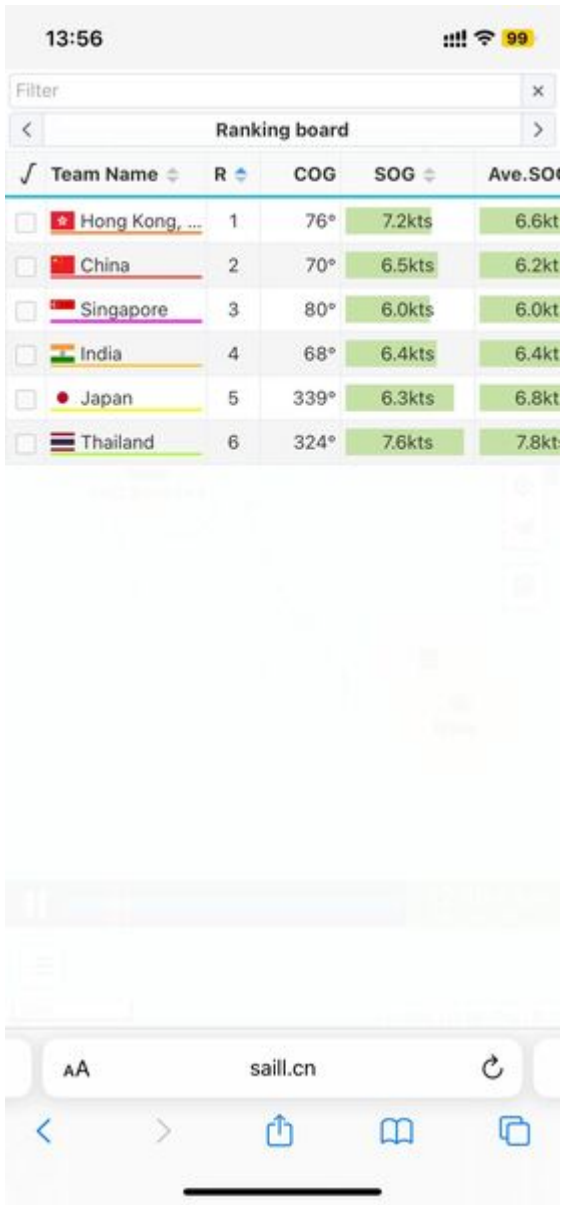 13:56
99
Filter
Ranking board
Team Name R COG SOG Ave.SO
Hong Kong, ... 1 76° 7.2kts 6.6kt
China 2 70° 6.5kts 6.2kt
Singapore 3 80° 6.0kts 6.0kt
India 4 68° 6.4kts 6.4kt
Japan 5 339° 6.3kts 6.8kt
Thailand 6 324° 7.6kts 7.8kt
AA saill.cn